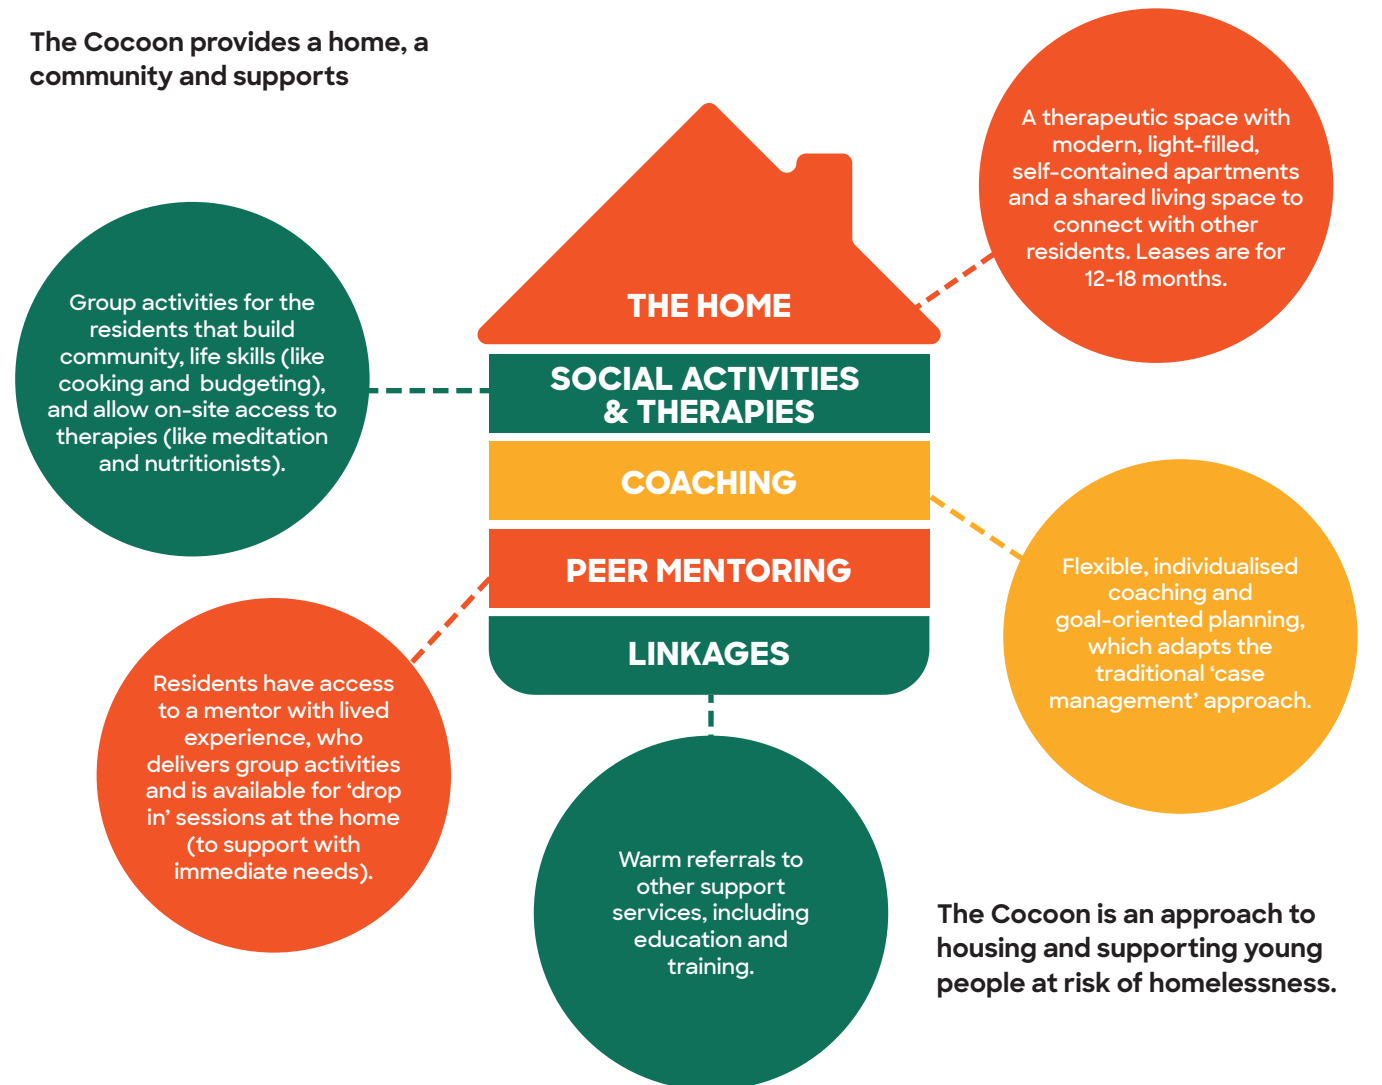 The Cocoon provides a home, a
community and supports
A therapeutic space with
modern, light-filled,
self-contained apartments
and a shared living space to
connect with other
residents. Leases are for
12-18 months.
THE HOME
Group activities for the
residents that build
community, life skills (like
cooking and budgeting),
and allow on-site access to
therapies (like meditation
and nutritionists).
SOCIAL ACTIVITIES
& THERAPIES
COACHING
Flexible, individualised
coaching and
goal-oriented planning,
which adapts the
traditional ‘case
management’ approach.
PEER MENTORING
Residents have access
to a mentor with lived
experience, who
delivers group activities
and is available for ‘drop
in’ sessions at the home
(to support with
immediate needs).
LINKAGES
Warm referrals to
other support
services, including
education and
training.
The Cocoon is an approach to
housing and supporting young
people at risk of homelessness.